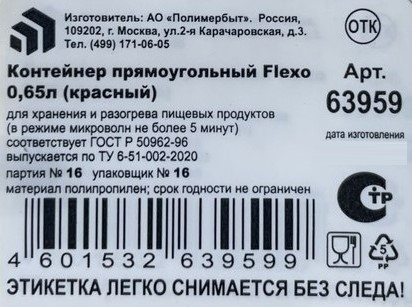 Изготовитель: АО «Полимербыт». Россия,
109202, г. Москва, ул.2-я Карачаровская, д.3.
Тел. (499) 171-06-05
ОТК
Контейнер прямоугольный Flexo
0,65л (красный)
Арт.
63959
для хранения и разогрева пищевых продуктов
(в режиме микроволн не более 5 минут)
соответствует ГОСТ Р 50962-96
выпускается по ТУ 6-51-002-2020
дата изготовления
партия № 16 упаковщик № 16
материал полипропилен; срок годности не ограничен
СТР
4 601532 639599
5
PP
ЭТИКЕТКА ЛЕГКО СНИМАЕТСЯ БЕЗ СЛЕДА!